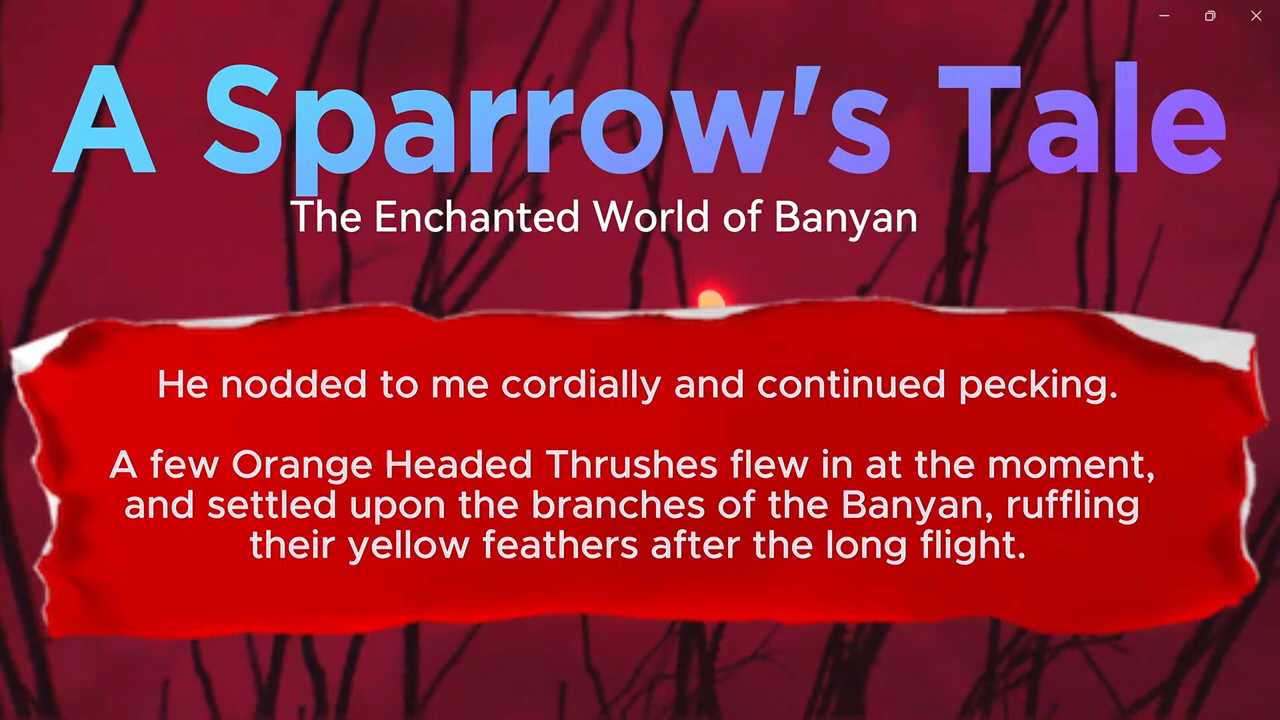 A Sparrow's Tale
The Enchanted World of Banyan
He nodded to me cordially and continued pecking.
A few Orange Headed Thrushes flew in at the moment,
and settled upon the branches of the Banyan, ruffling
their yellow feathers after the long flight.